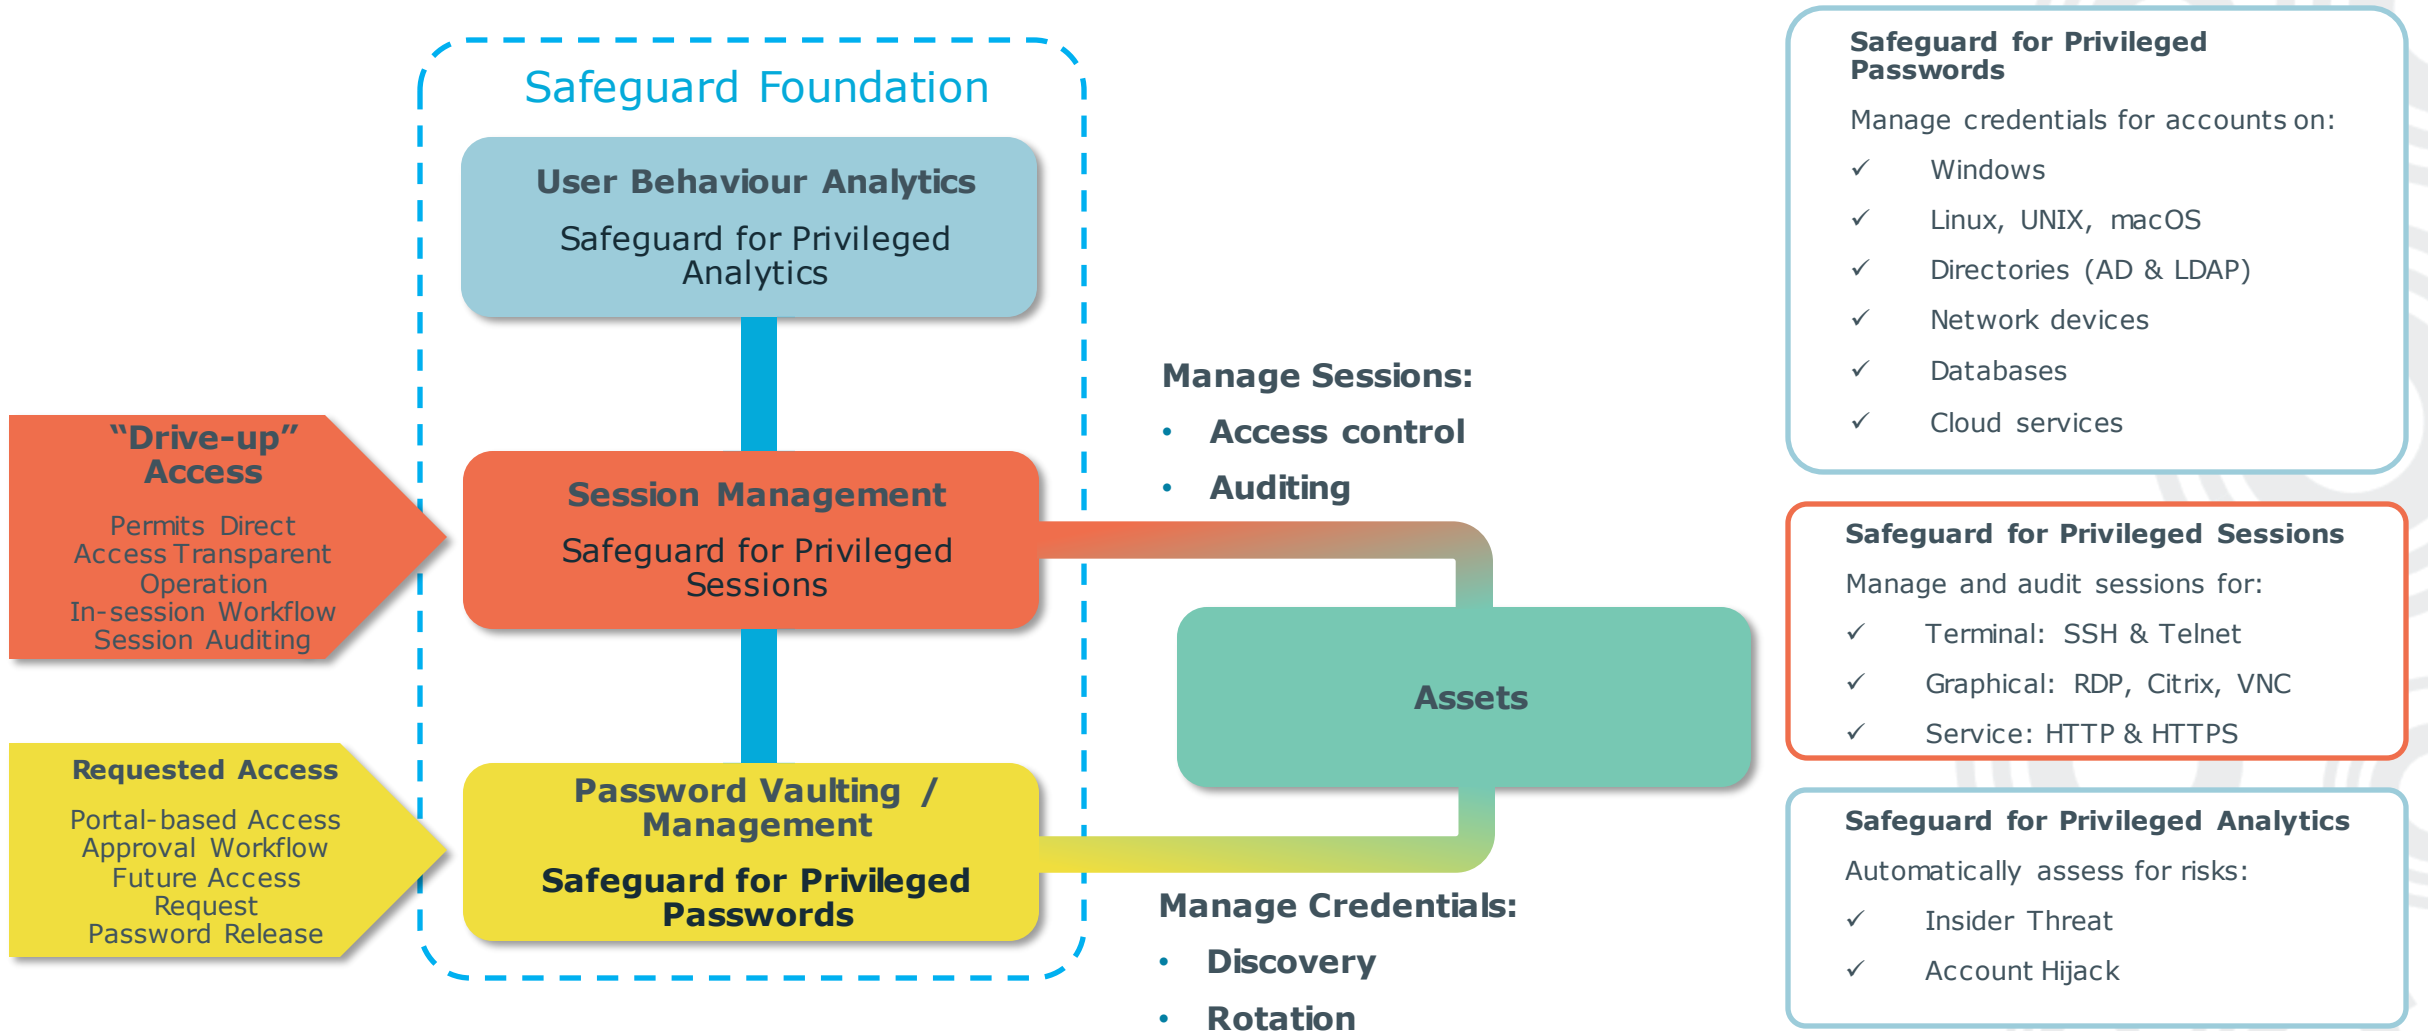 Safeguard Foundation
User Behaviour Analytics
Safeguard for Privileged
Analytics
“Drive-up”
Access
Permits Direct
Access Transparent
Operation
In-session Workflow
Session Auditing
Session Management
Safeguard for Privileged
Sessions
Requested Access
Portal-based Access
Approval Workflow
Future Access
Request
Password Release
Password Vaulting /
Management
Safeguard for Privileged
Passwords
Manage Sessions:
• Access control
• Auditing
Assets
Manage Credentials:
• Discovery
• Rotation
Safeguard for Privileged
Passwords
Manage credentials for accounts on:
✓ Windows
✓ Linux, UNIX, macOS
✓ Directories (AD & LDAP)
✓ Network devices
✓ Databases
✓ Cloud services
Safeguard for Privileged Sessions
Manage and audit sessions for:
✓ Terminal: SSH & Telnet
✓ Graphical: RDP, Citrix, VNC
✓ Service: HTTP & HTTPS
Safeguard for Privileged Analytics
Automatically assess for risks:
✓ Insider Threat
✓ Account Hijack